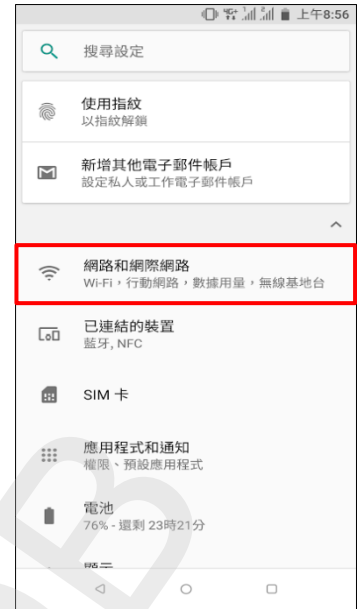 上午8:56
搜尋設定
使用指紋
以指紋解鎖
新增其他電子郵件帳戶
設定私人或工作電子郵件帳戶
網路和網際網路
Wi-Fi，行動網路，數據用量，無線基地台
已連結的裝置
藍牙, NFC
SIM 卡
應用程式和通知
權限、預設應用程式
電池
76% - 還剩 23時21分